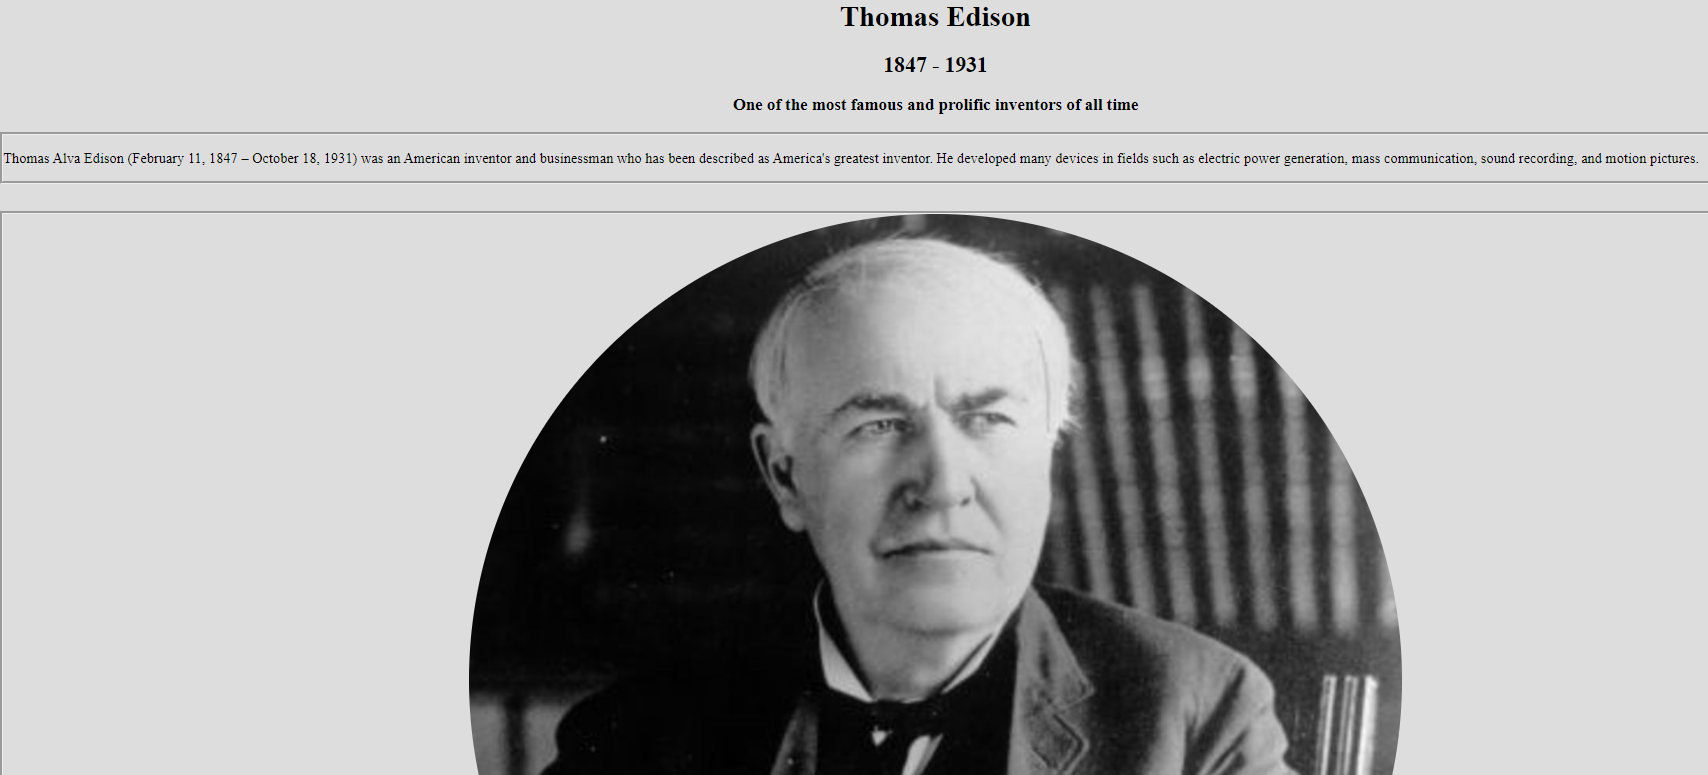 Thomas Edison
1847 - 1931
One of the most famous and prolific inventors of all time
Thomas Alva Edison (February 11, 1847 – October 18, 1931) was an American inventor and businessman who has been described as America's greatest inventor. He developed many devices in fields such as electric power generation, mass communication, sound recording, and motion pictures.